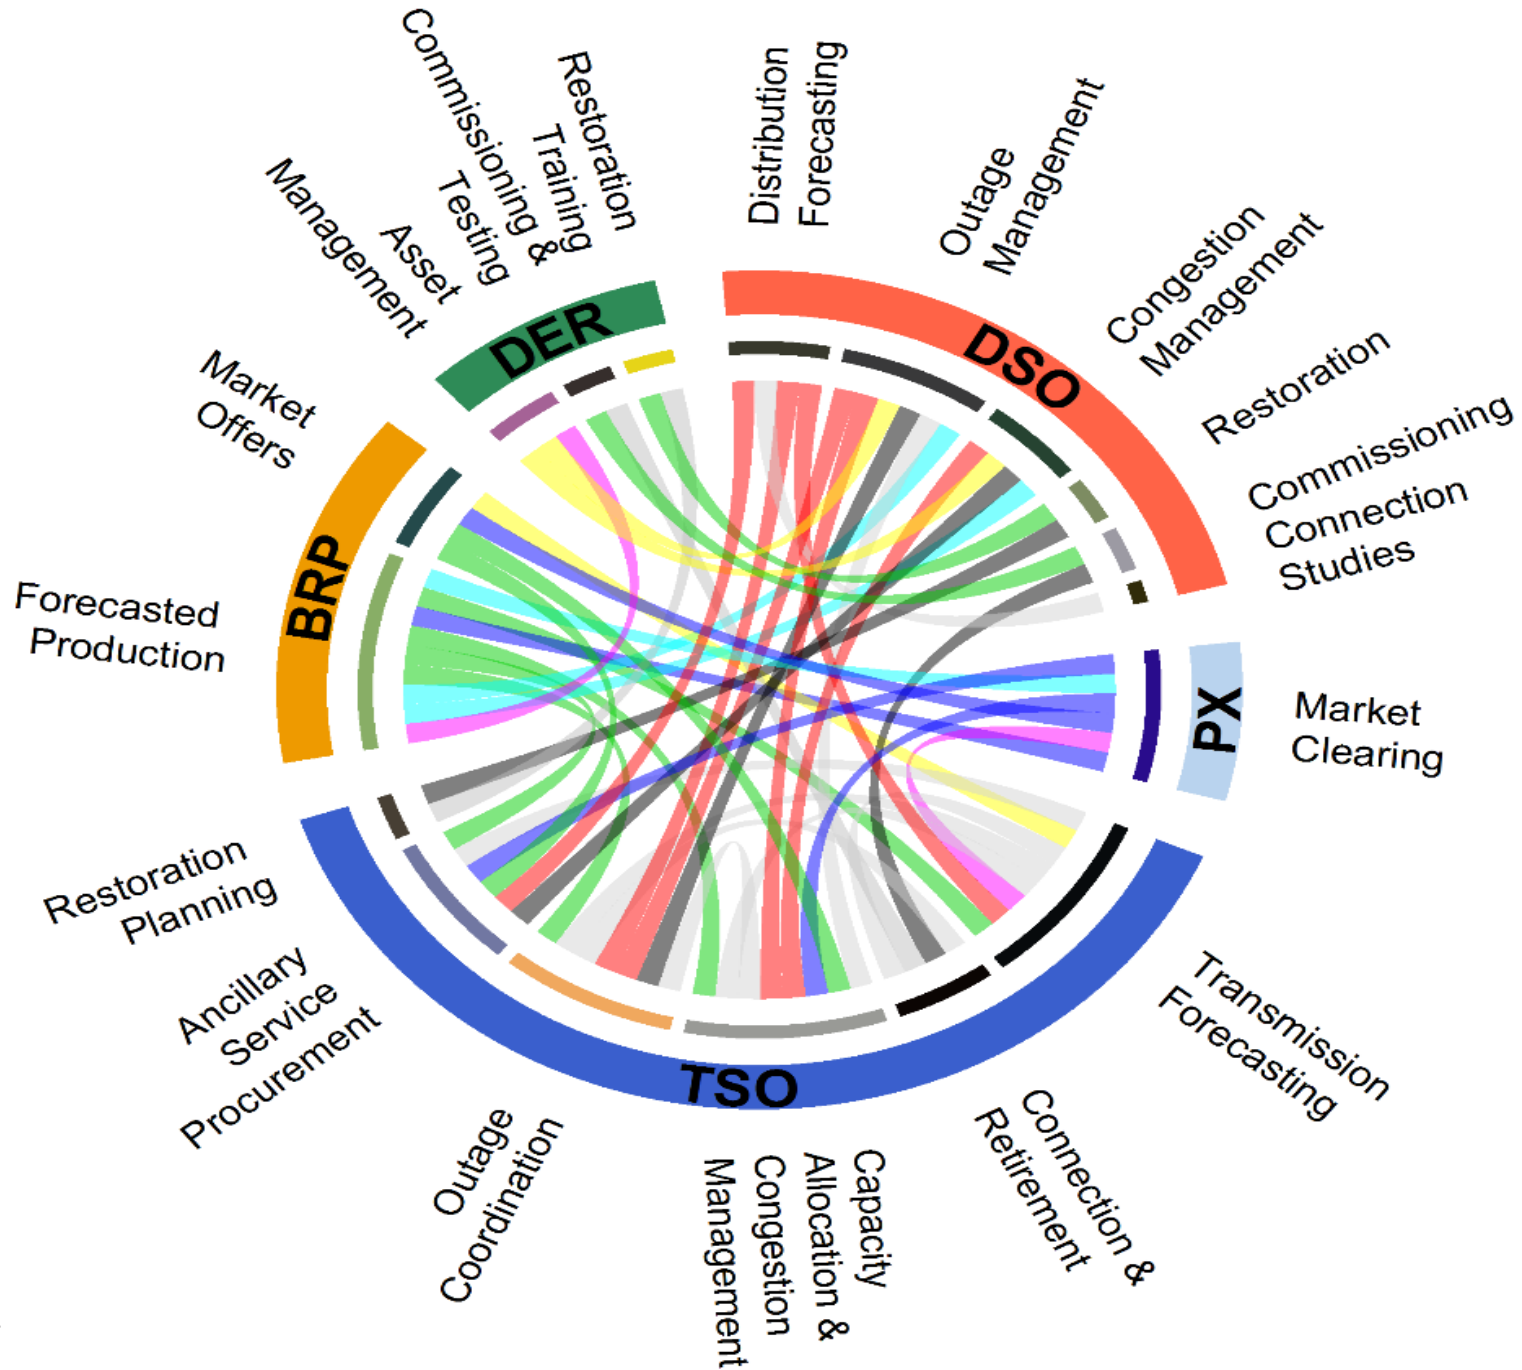 Distribution
Forecasting
Outage
Management
Congestion
Management
Restoration
Commissioning
Connection
Studies
DSO
PX
Market
Clearing
Transmission
Forecasting
Connection &
Retirement
Capacity
Allocation &
Congestion
Management
TSO
Outage
Coordination
Ancillary
Service
Procurement
Restoration
Planning
BRP
Forecasted
Production
Market
Offers
DER
Asset
Management
Commissioning &
Testing
Restoration
Training